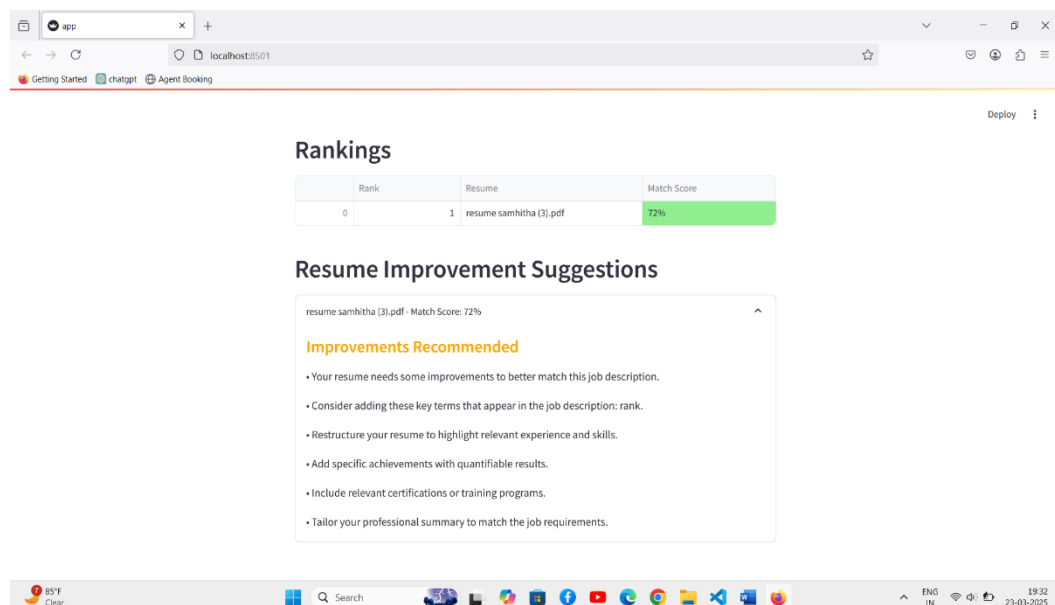 app
localhost:8501
Getting Started chatgpt Agent Booking
Deploy
Rankings
Rank Resume Match Score
0 1 resume samhitha (3).pdf 72%
Resume Improvement Suggestions
resume samhitha (3).pdf - Match Score: 72%
Improvements Recommended
• Your resume needs some improvements to better match this job description.
• Consider adding these key terms that appear in the job description: rank.
• Restructure your resume to highlight relevant experience and skills.
• Add specific achievements with quantifiable results.
• Include relevant certifications or training programs.
• Tailor your professional summary to match the job requirements.
7 85°F
Clear
Search
ENG
IN
19:32
23-03-2025